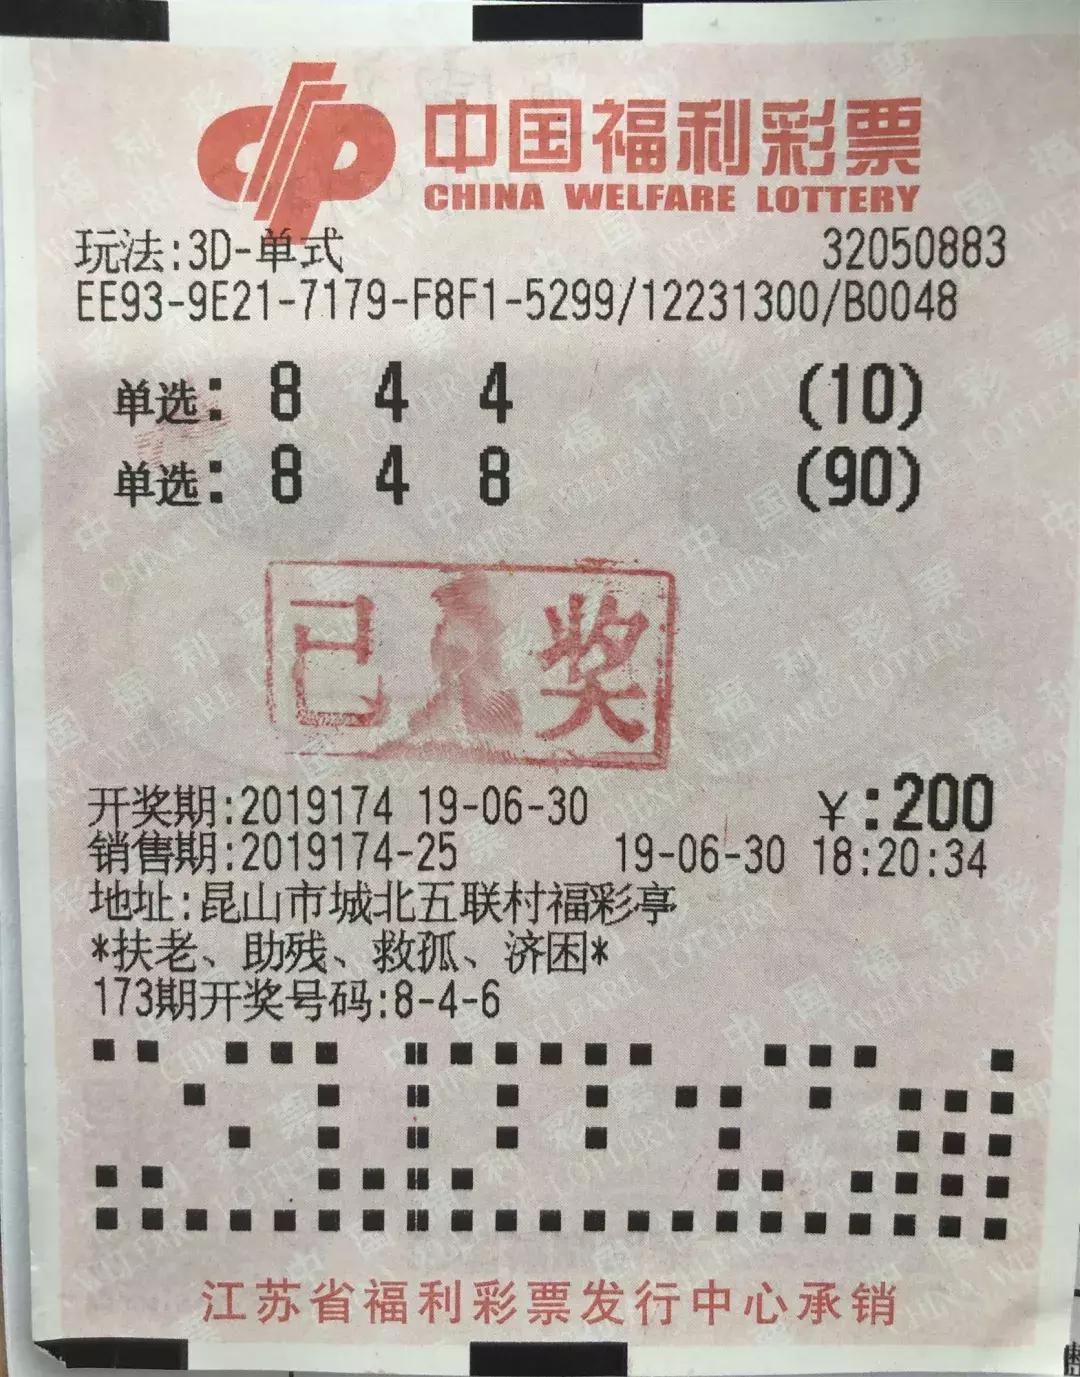 中国福利彩票
CHINA WELFARE LOTTERY
玩法:3D-单式 32050883
EE93-9E21-7179-F8F1-5299/12231300/B0048
单选: 8 4 4 (10)
单选: 8 4 8 (90)
已 奖
开奖期:2019174 19-06-30 ¥:200
销售期:2019174-25 19-06-30 18:20:34
地址:昆山市城北五联村福彩亭
*扶老、助残、救孤、济困*
173期开奖号码:8-4-6
江苏省福利彩票发行中心承销